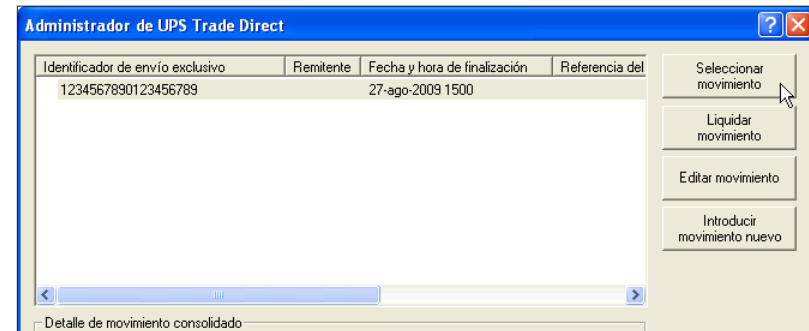 Administrador de UPS Trade Direct
Identificador de envío exclusivo Remitente Fecha y hora de finalización Referencia del
1234567890123456789 27-ago-2009 1500
Seleccionar
movimiento
Liquidar
movimiento
Editar movimiento
Introducir
movimiento nuevo
Detalle de movimiento consolidado